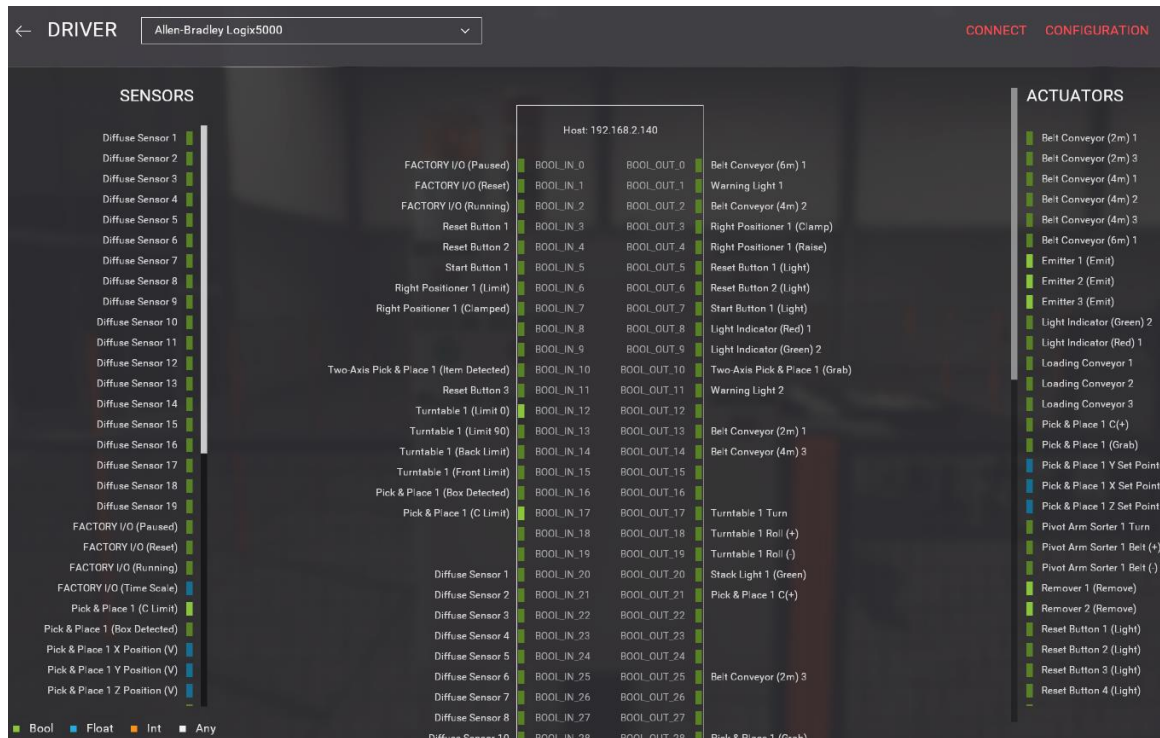 ← DRIVER Allen-Bradley Logix5000 CONNECT CONFIGURATION
SENSORS
Diffuse Sensor 1
Diffuse Sensor 2
Diffuse Sensor 3
Diffuse Sensor 4
Diffuse Sensor 5
Diffuse Sensor 6
Diffuse Sensor 7
Diffuse Sensor 8
Diffuse Sensor 9
Diffuse Sensor 10
Diffuse Sensor 11
Diffuse Sensor 12
Diffuse Sensor 13
Diffuse Sensor 14
Diffuse Sensor 15
Diffuse Sensor 16
Diffuse Sensor 17
Diffuse Sensor 18
Diffuse Sensor 19
FACTORY I/O (Paused)
FACTORY I/O (Reset)
FACTORY I/O (Running)
FACTORY I/O (Time Scale)
Pick & Place 1 (C Limit)
Pick & Place 1 (Box Detected)
Pick & Place 1 X Position (V)
Pick & Place 1 Y Position (V)
Pick & Place 1 Z Position (V)
Bool Float Int Any
Host: 192.168.2.140
FACTORY I/O (Paused) BOOL_IN_0 BOOL_OUT_0 Belt Conveyor (6m) 1
FACTORY I/O (Reset) BOOL_IN_1 BOOL_OUT_1 Warning Light 1
FACTORY I/O (Running) BOOL_IN_2 BOOL_OUT_2 Belt Conveyor (4m) 2
Reset Button 1 BOOL_IN_3 BOOL_OUT_3 Right Positioner 1 (Clamp)
Reset Button 2 BOOL_IN_4 BOOL_OUT_4 Right Positioner 1 (Raise)
Start Button 1 BOOL_IN_5 BOOL_OUT_5 Reset Button 1 (Light)
Right Positioner 1 (Limit) BOOL_IN_6 BOOL_OUT_6 Reset Button 2 (Light)
Right Positioner 1 (Clamped) BOOL_IN_7 BOOL_OUT_7 Start Button 1 (Light)
BOOL_IN_8 BOOL_OUT_8 Light Indicator (Red) 1
BOOL_IN_9 BOOL_OUT_9 Light Indicator (Green) 2
Two-Axis Pick & Place 1 (Item Detected) BOOL_IN_10 BOOL_OUT_10 Two-Axis Pick & Place 1 (Grab)
Reset Button 3 BOOL_IN_11 BOOL_OUT_11 Warning Light 2
Turntable 1 (Limit 0) BOOL_IN_12 BOOL_OUT_12
Turntable 1 (Limit 90) BOOL_IN_13 BOOL_OUT_13 Belt Conveyor (2m) 1
Turntable 1 (Back Limit) BOOL_IN_14 BOOL_OUT_14 Belt Conveyor (4m) 3
Turntable 1 (Front Limit) BOOL_IN_15 BOOL_OUT_15
Pick & Place 1 (Box Detected) BOOL_IN_16 BOOL_OUT_16
Pick & Place 1 (C Limit) BOOL_IN_17 BOOL_OUT_17 Turntable 1 Turn
BOOL_IN_18 BOOL_OUT_18 Turntable 1 Roll (+)
BOOL_IN_19 BOOL_OUT_19 Turntable 1 Roll (-)
Diffuse Sensor 1 BOOL_IN_20 BOOL_OUT_20 Stack Light 1 (Green)
Diffuse Sensor 2 BOOL_IN_21 BOOL_OUT_21 Pick & Place 1 C(+)
Diffuse Sensor 3 BOOL_IN_22 BOOL_OUT_22
Diffuse Sensor 4 BOOL_IN_23 BOOL_OUT_23
Diffuse Sensor 5 BOOL_IN_24 BOOL_OUT_24
Diffuse Sensor 6 BOOL_IN_25 BOOL_OUT_25 Belt Conveyor (2m) 3
Diffuse Sensor 7 BOOL_IN_26 BOOL_OUT_26
Diffuse Sensor 8 BOOL_IN_27 BOOL_OUT_27
Diffuse Sensor 10 BOOL_IN_28 BOOL_OUT_28 Pick & Place 1 (Grab)
ACTUATORS
Belt Conveyor (2m) 1
Belt Conveyor (2m) 3
Belt Conveyor (4m) 1
Belt Conveyor (4m) 2
Belt Conveyor (4m) 3
Belt Conveyor (6m) 1
Emitter 1 (Emit)
Emitter 2 (Emit)
Emitter 3 (Emit)
Light Indicator (Green) 2
Light Indicator (Red) 1
Loading Conveyor 1
Loading Conveyor 2
Loading Conveyor 3
Pick & Place 1 C(+)
Pick & Place 1 (Grab)
Pick & Place 1 Y Set Point
Pick & Place 1 X Set Point
Pick & Place 1 Z Set Point
Pivot Arm Sorter 1 Turn
Pivot Arm Sorter 1 Belt (+)
Pivot Arm Sorter 1 Belt (-)
Remover 1 (Remove)
Remover 2 (Remove)
Reset Button 1 (Light)
Reset Button 2 (Light)
Reset Button 3 (Light)
Reset Button 4 (Light)